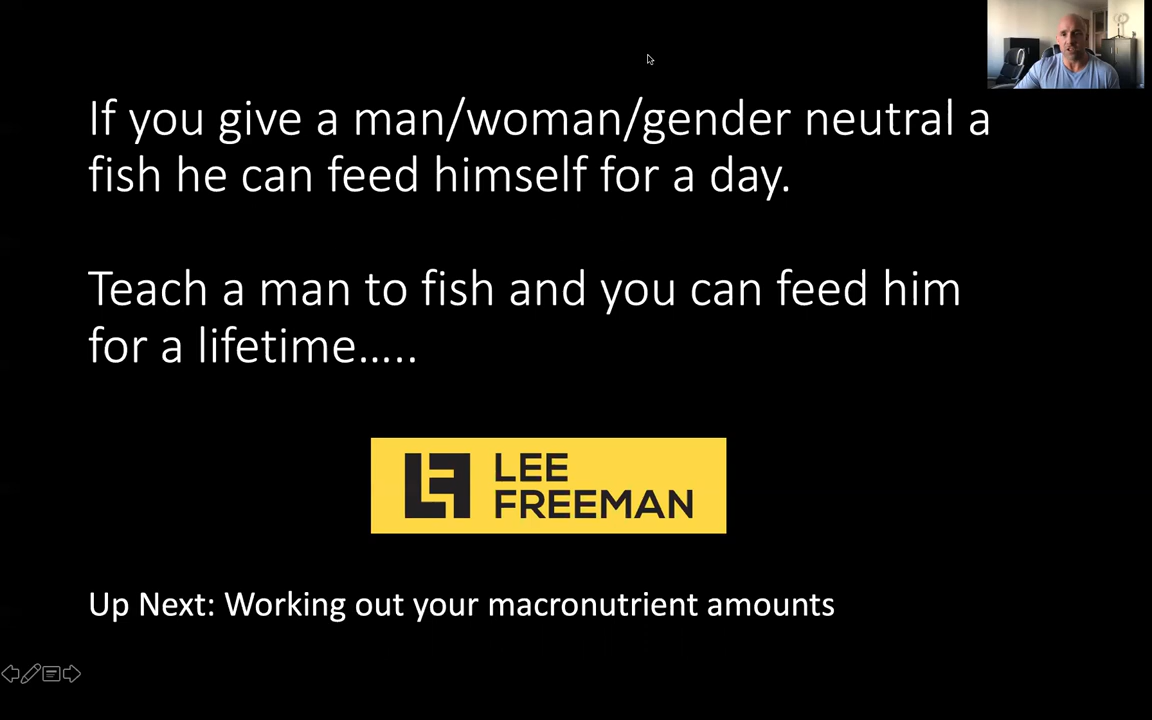 If you give a man/woman/gender neutral a
fish he can feed himself for a day.
Teach a man to fish and you can feed him
for a lifetime…..
LEE
FREEMAN
Up Next: Working out your macronutrient amounts